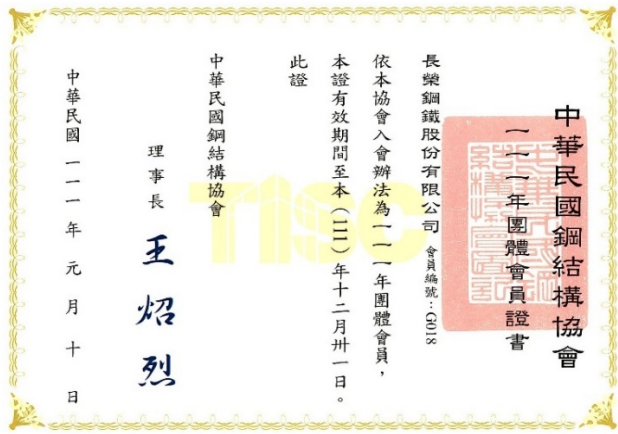 中華民國鋼結構協會
一一一年團體會員證書
長榮鋼鐵股份有限公司 會員編號：G018
依本協會入會辦法為一一一年團體會員，
本證有效期間至本（111）年十二月卅一日。
此證
中華民國鋼結構協會
理事長 王炤烈
中華民國 一一一 年 元 月 十 日
TISC